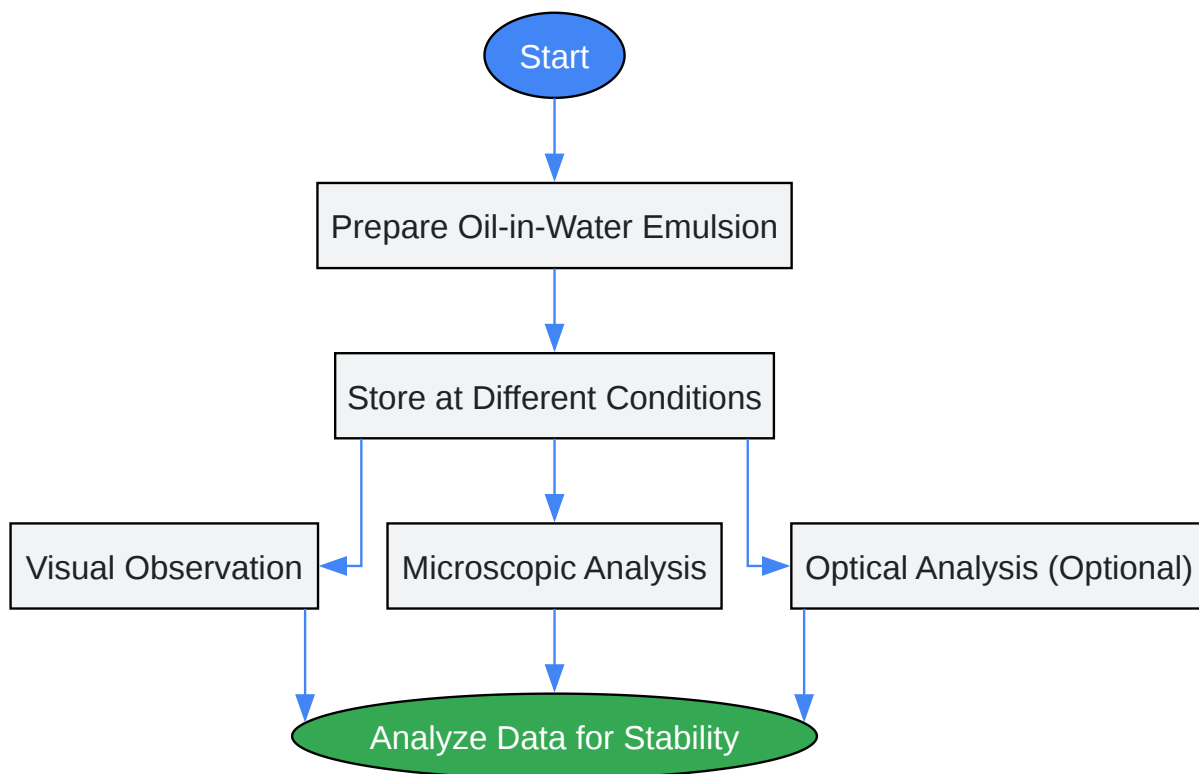 Start
Prepare Oil-in-Water Emulsion
Store at Different Conditions
Visual Observation
Microscopic Analysis
Optical Analysis (Optional)
Analyze Data for Stability